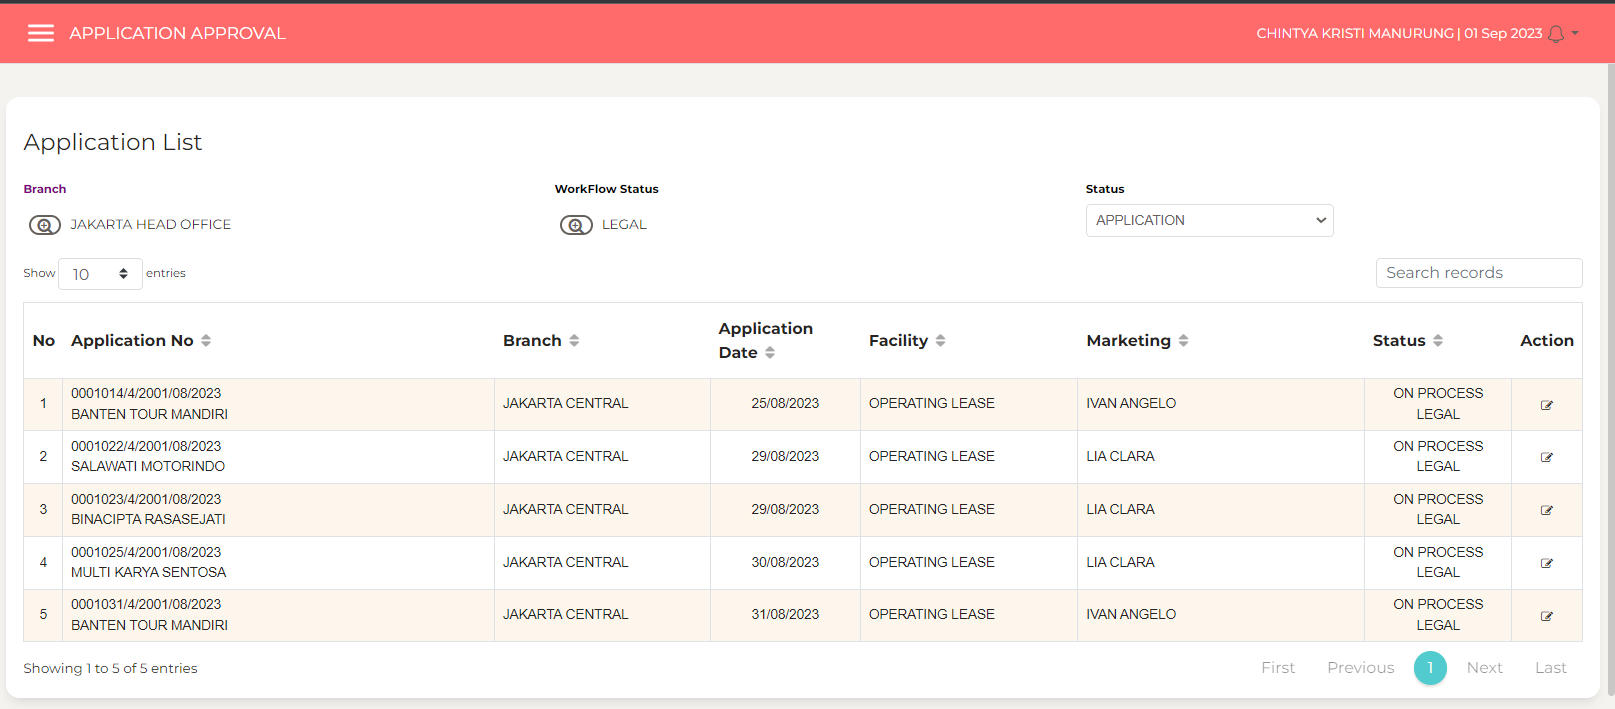 APPLICATION APPROVAL
CHINTYA KRISTI MANURUNG | 01 Sep 2023
Application List
Branch
WorkFlow Status
Status
JAKARTA HEAD OFFICE
LEGAL
APPLICATION
Show 10 entries
Search records
No Application No Branch Application Date Facility Marketing Status Action
1 0001014/4/2001/08/2023 BANTEN TOUR MANDIRI JAKARTA CENTRAL 25/08/2023 OPERATING LEASE IVAN ANGELO ON PROCESS LEGAL
2 0001022/4/2001/08/2023 SALAWATI MOTORINDO JAKARTA CENTRAL 29/08/2023 OPERATING LEASE LIA CLARA ON PROCESS LEGAL
3 0001023/4/2001/08/2023 BINACIPTA RASASEJATI JAKARTA CENTRAL 29/08/2023 OPERATING LEASE LIA CLARA ON PROCESS LEGAL
4 0001025/4/2001/08/2023 MULTI KARYA SENTOSA JAKARTA CENTRAL 30/08/2023 OPERATING LEASE LIA CLARA ON PROCESS LEGAL
5 0001031/4/2001/08/2023 BANTEN TOUR MANDIRI JAKARTA CENTRAL 31/08/2023 OPERATING LEASE IVAN ANGELO ON PROCESS LEGAL
Showing 1 to 5 of 5 entries
First Previous 1 Next Last